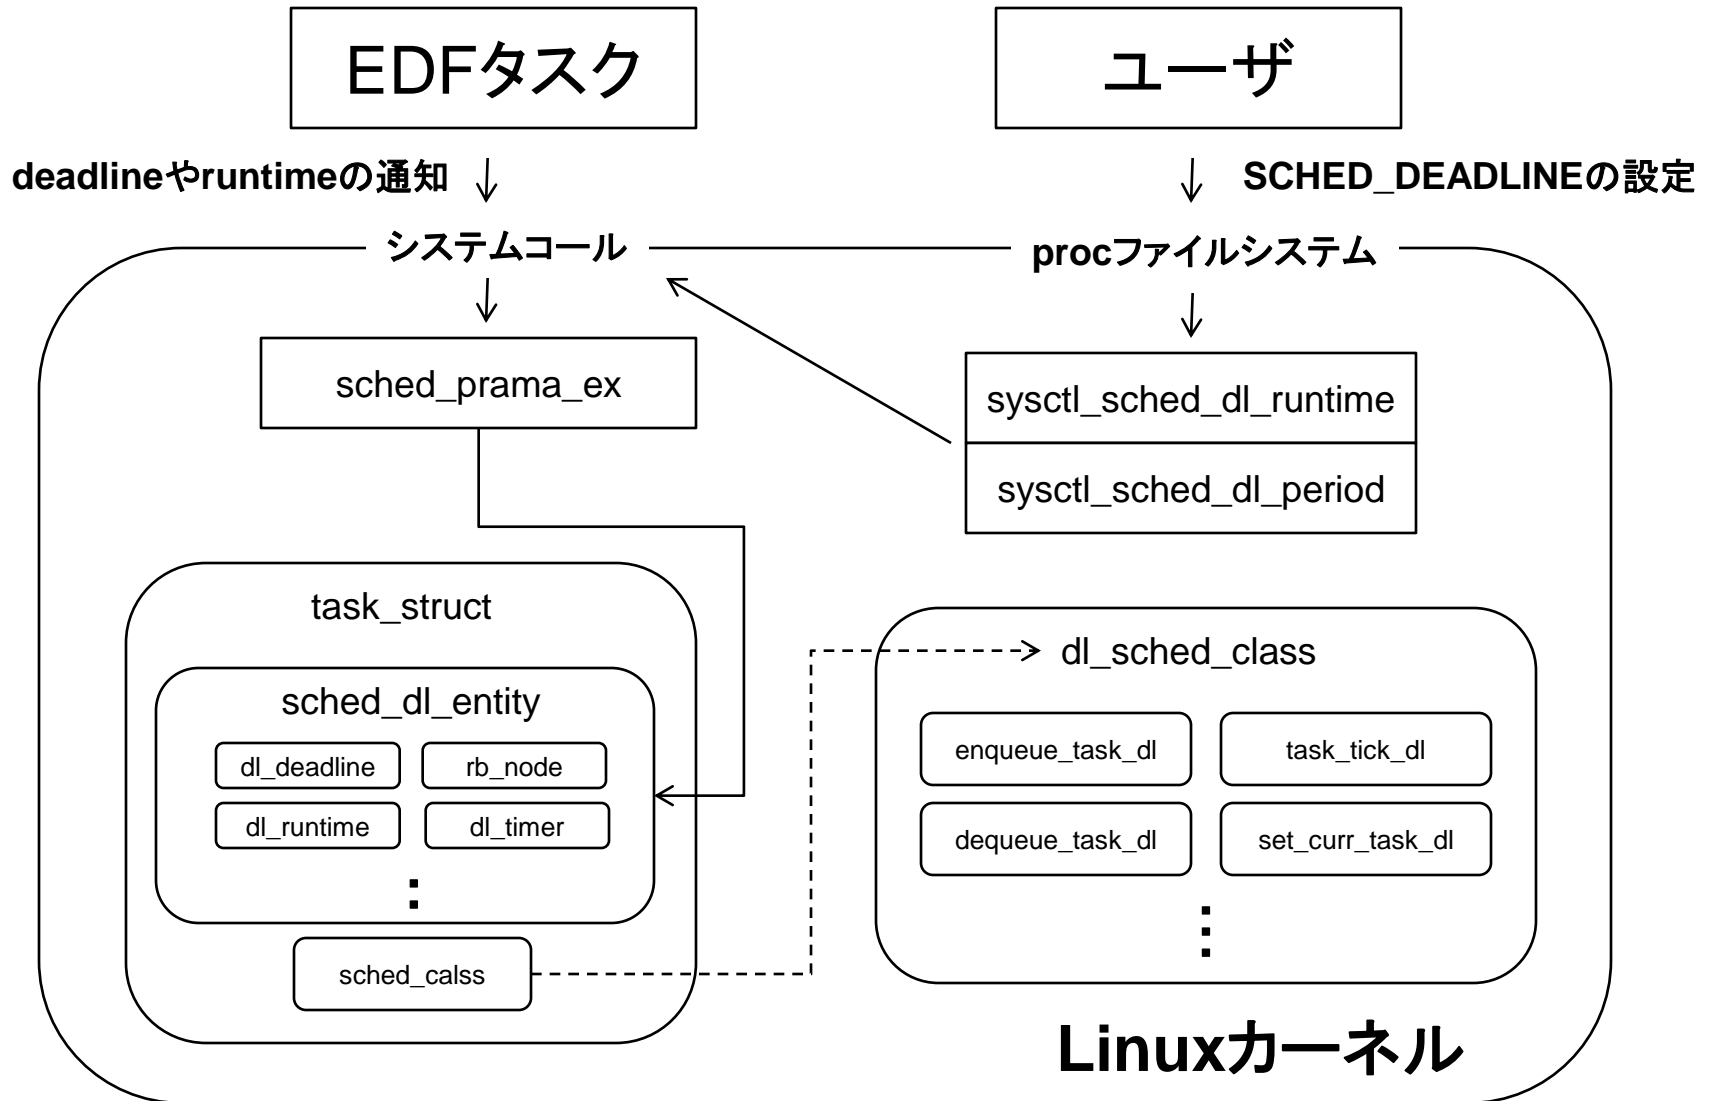 EDFタスク
ユーザ
deadlineやruntimeの通知
SCHED_DEADLINEの設定
システムコール
procファイルシステム
sched_prama_ex
sysctl_sched_dl_runtime
sysctl_sched_dl_period
task_struct
sched_dl_entity
dl_deadline
rb_node
dl_runtime
dl_timer
sched_calss
dl_sched_class
enqueue_task_dl
task_tick_dl
dequeue_task_dl
set_curr_task_dl
Linuxカーネル